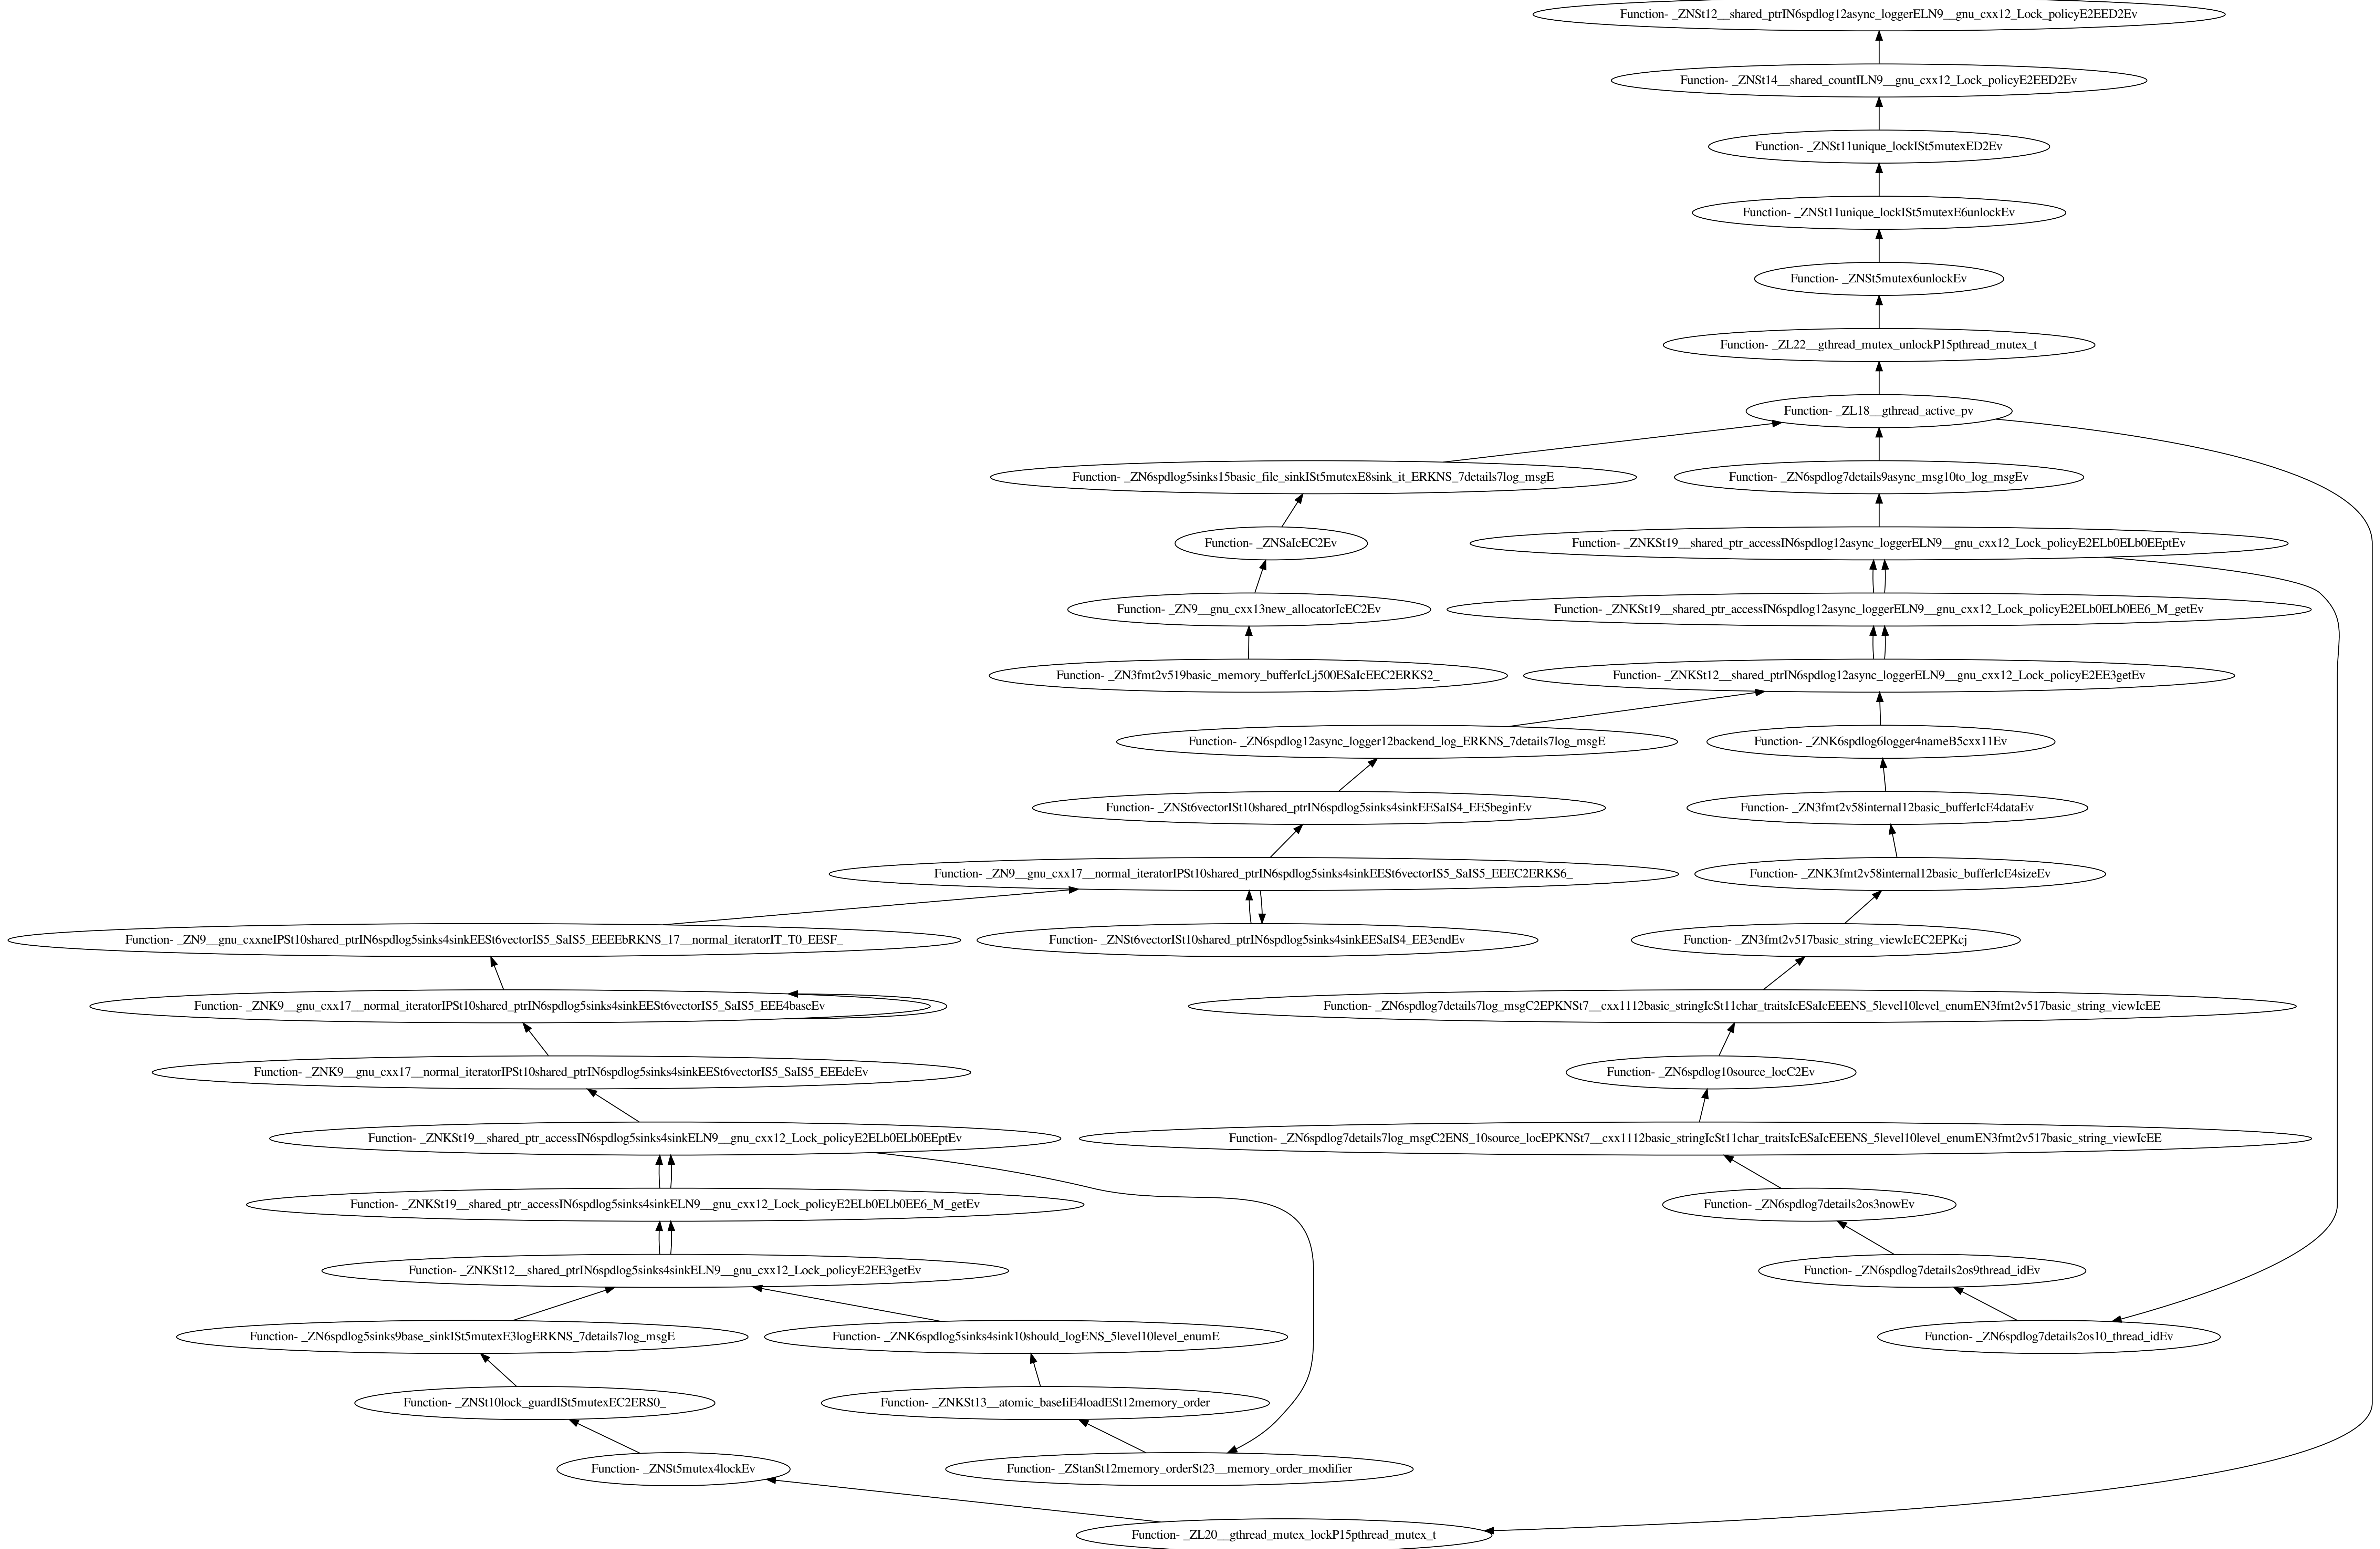 Function- _ZNSt12__shared_ptrIN6spdlog12async_loggerELN9__gnu_cxx12_Lock_policyE2EED2Ev
Function- _ZNSt14__shared_countILN9__gnu_cxx12_Lock_policyE2EED2Ev
Function- _ZNSt11unique_lockISt5mutexED2Ev
Function- _ZNSt11unique_lockISt5mutexE6unlockEv
Function- _ZNSt5mutex6unlockEv
Function- _ZL22__gthread_mutex_unlockP15pthread_mutex_t
Function- _ZL18__gthread_active_pv
Function- _ZN6spdlog5sinks15basic_file_sinkISt5mutexE8sink_it_ERKNS_7details7log_msgE
Function- _ZN6spdlog7details9async_msg10to_log_msgEv
Function- _ZNSaIcEC2Ev
Function- _ZNKSt19__shared_ptr_accessIN6spdlog12async_loggerELN9__gnu_cxx12_Lock_policyE2ELb0ELb0EEptEv
Function- _ZN9__gnu_cxx13new_allocatorIcEC2Ev
Function- _ZNKSt19__shared_ptr_accessIN6spdlog12async_loggerELN9__gnu_cxx12_Lock_policyE2ELb0ELb0EE6_M_getEv
Function- _ZN3fmt2v519basic_memory_bufferIcLj500ESaIcEEC2ERKS2_
Function- _ZNKSt12__shared_ptrIN6spdlog12async_loggerELN9__gnu_cxx12_Lock_policyE2EE3getEv
Function- _ZN6spdlog12async_logger12backend_log_ERKNS_7details7log_msgE
Function- _ZNK6spdlog6logger4nameB5cxx11Ev
Function- _ZNSt6vectorISt10shared_ptrIN6spdlog5sinks4sinkEESaIS4_EE5beginEv
Function- _ZN3fmt2v58internal12basic_bufferIcE4dataEv
Function- _ZN9__gnu_cxx17__normal_iteratorIPSt10shared_ptrIN6spdlog5sinks4sinkEESt6vectorIS5_SaIS5_EEEC2ERKS6_
Function- _ZNK3fmt2v58internal12basic_bufferIcE4sizeEv
Function- _ZN9__gnu_cxxneIPSt10shared_ptrIN6spdlog5sinks4sinkEESt6vectorIS5_SaIS5_EEEEbRKNS_17__normal_iteratorIT_T0_EESF_
Function- _ZNSt6vectorISt10shared_ptrIN6spdlog5sinks4sinkEESaIS4_EE3endEv
Function- _ZN3fmt2v517basic_string_viewIcEC2EPKcj
Function- _ZNK9__gnu_cxx17__normal_iteratorIPSt10shared_ptrIN6spdlog5sinks4sinkEESt6vectorIS5_SaIS5_EEE4baseEv
Function- _ZN6spdlog7details7log_msgC2EPKNSt7__cxx1112basic_stringIcSt11char_traitsIcESaIcEEENS_5level10level_enumEN3fmt2v517basic_string_viewIcEE
Function- _ZNK9__gnu_cxx17__normal_iteratorIPSt10shared_ptrIN6spdlog5sinks4sinkEESt6vectorIS5_SaIS5_EEEdeEv
Function- _ZN6spdlog10source_locC2Ev
Function- _ZNKSt19__shared_ptr_accessIN6spdlog5sinks4sinkELN9__gnu_cxx12_Lock_policyE2ELb0ELb0EEptEv
Function- _ZN6spdlog7details7log_msgC2ENS_10source_locEPKNSt7__cxx1112basic_stringIcSt11char_traitsIcESaIcEEENS_5level10level_enumEN3fmt2v517basic_string_viewIcEE
Function- _ZNKSt19__shared_ptr_accessIN6spdlog5sinks4sinkELN9__gnu_cxx12_Lock_policyE2ELb0ELb0EE6_M_getEv
Function- _ZN6spdlog7details2os3nowEv
Function- _ZNKSt12__shared_ptrIN6spdlog5sinks4sinkELN9__gnu_cxx12_Lock_policyE2EE3getEv
Function- _ZN6spdlog7details2os9thread_idEv
Function- _ZN6spdlog5sinks9base_sinkISt5mutexE3logERKNS_7details7log_msgE
Function- _ZNK6spdlog5sinks4sink10should_logENS_5level10level_enumE
Function- _ZN6spdlog7details2os10_thread_idEv
Function- _ZNSt10lock_guardISt5mutexEC2ERS0_
Function- _ZNKSt13__atomic_baseIiE4loadESt12memory_order
Function- _ZNSt5mutex4lockEv
Function- _ZStanSt12memory_orderSt23__memory_order_modifier
Function- _ZL20__gthread_mutex_lockP15pthread_mutex_t